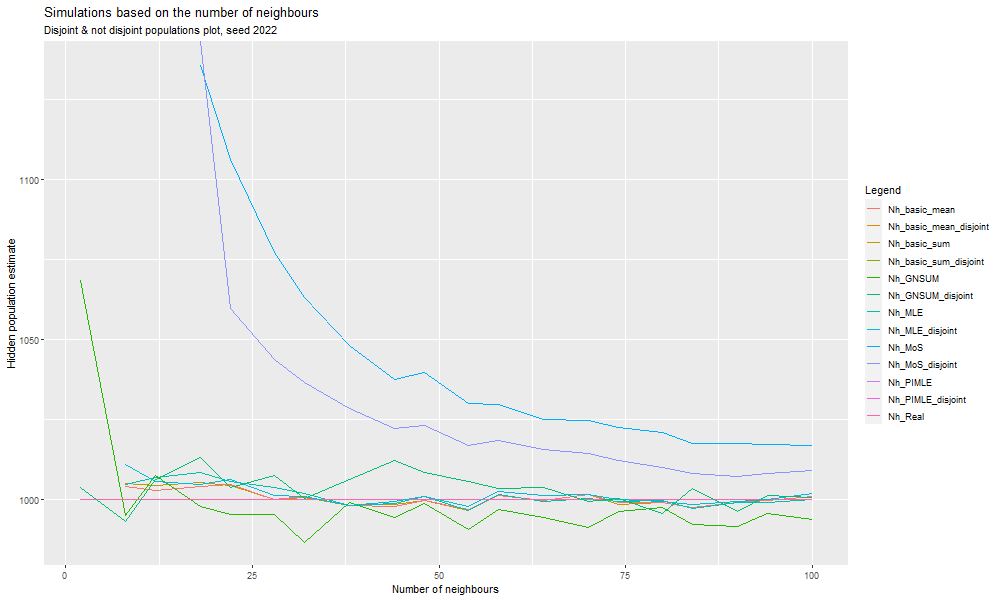 Simulations based on the number of neighbours
Disjoint & not disjoint populations plot, seed 2022
Hidden population estimate
1100
1050
1000
0
25
50
75
100
Number of neighbours
Legend
Nh_basic_mean
Nh_basic_mean_disjoint
Nh_basic_sum
Nh_basic_sum_disjoint
Nh_GNSUM
Nh_GNSUM_disjoint
Nh_MLE
Nh_MLE_disjoint
Nh_MoS
Nh_MoS_disjoint
Nh_PIMLE
Nh_PIMLE_disjoint
Nh_Real